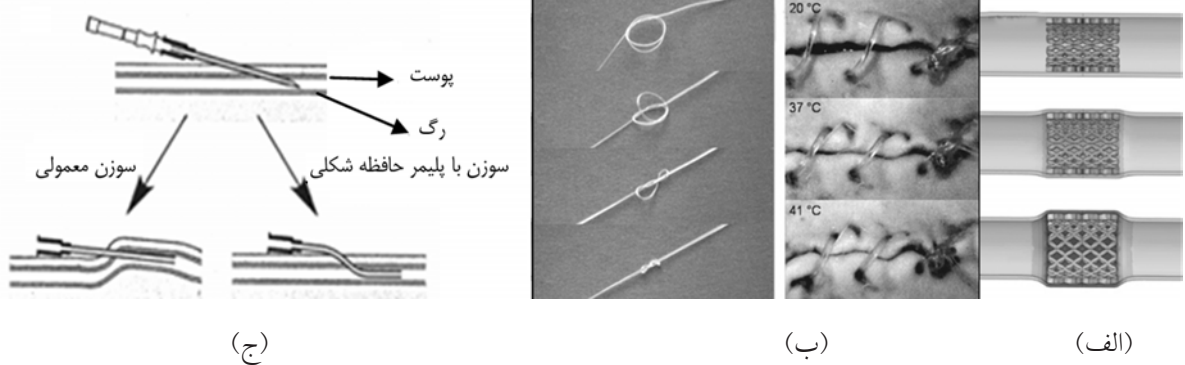 20 °C
37 °C
41 °C
پوست
رگ
سوزن با پلیمر حافظه شکلی
سوزن معمولی
(الف)
(ب)
(ج)